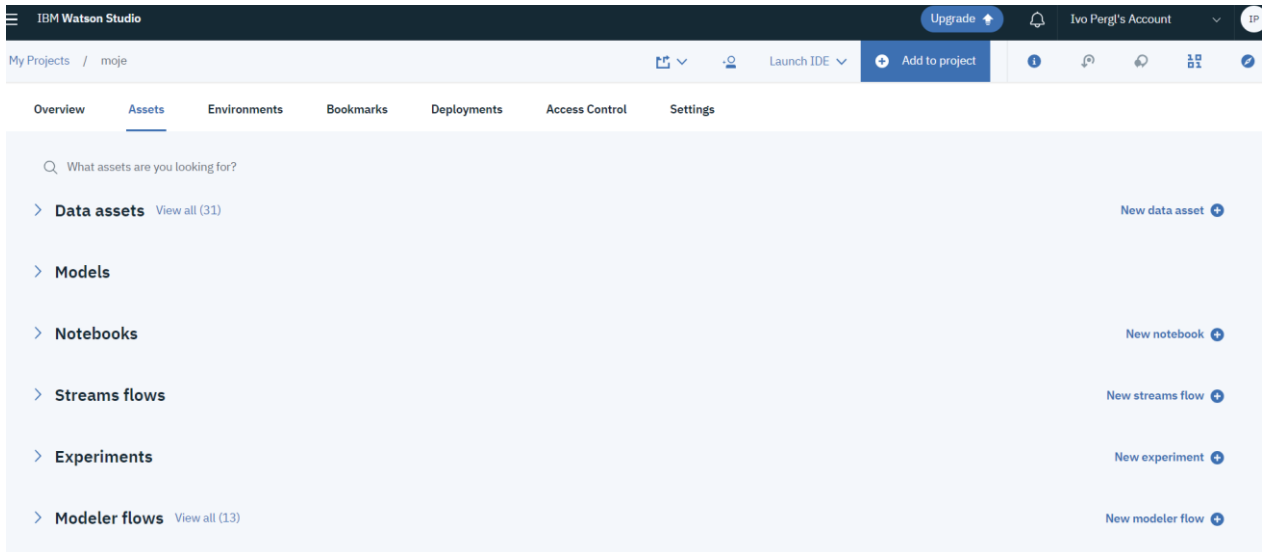 IBM Watson Studio Upgrade Ivo Pergl's Account IP
My Projects / moje Launch IDE Add to project
Overview Assets Environments Bookmarks Deployments Access Control Settings
What assets are you looking for?
Data assets View all (31) New data asset
Models
Notebooks New notebook
Streams flows New streams flow
Experiments New experiment
Modeler flows View all (13) New modeler flow